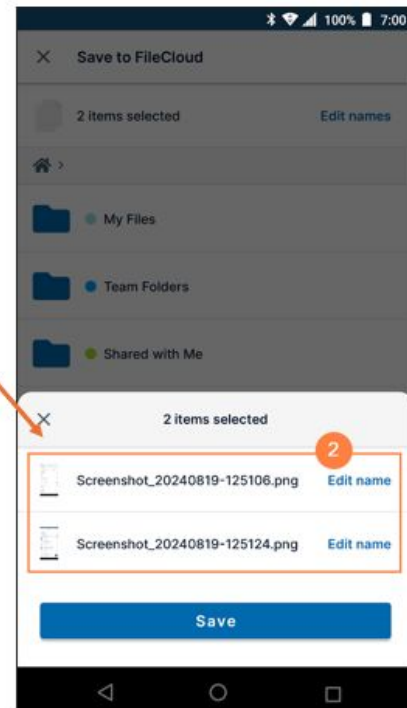 100% 7:00
Save to FileCloud
2 items selected Edit names
My Files
Team Folders
Shared with Me
2 items selected
2
Screenshot_20240819-125106.png Edit name
Screenshot_20240819-125124.png Edit name
Save